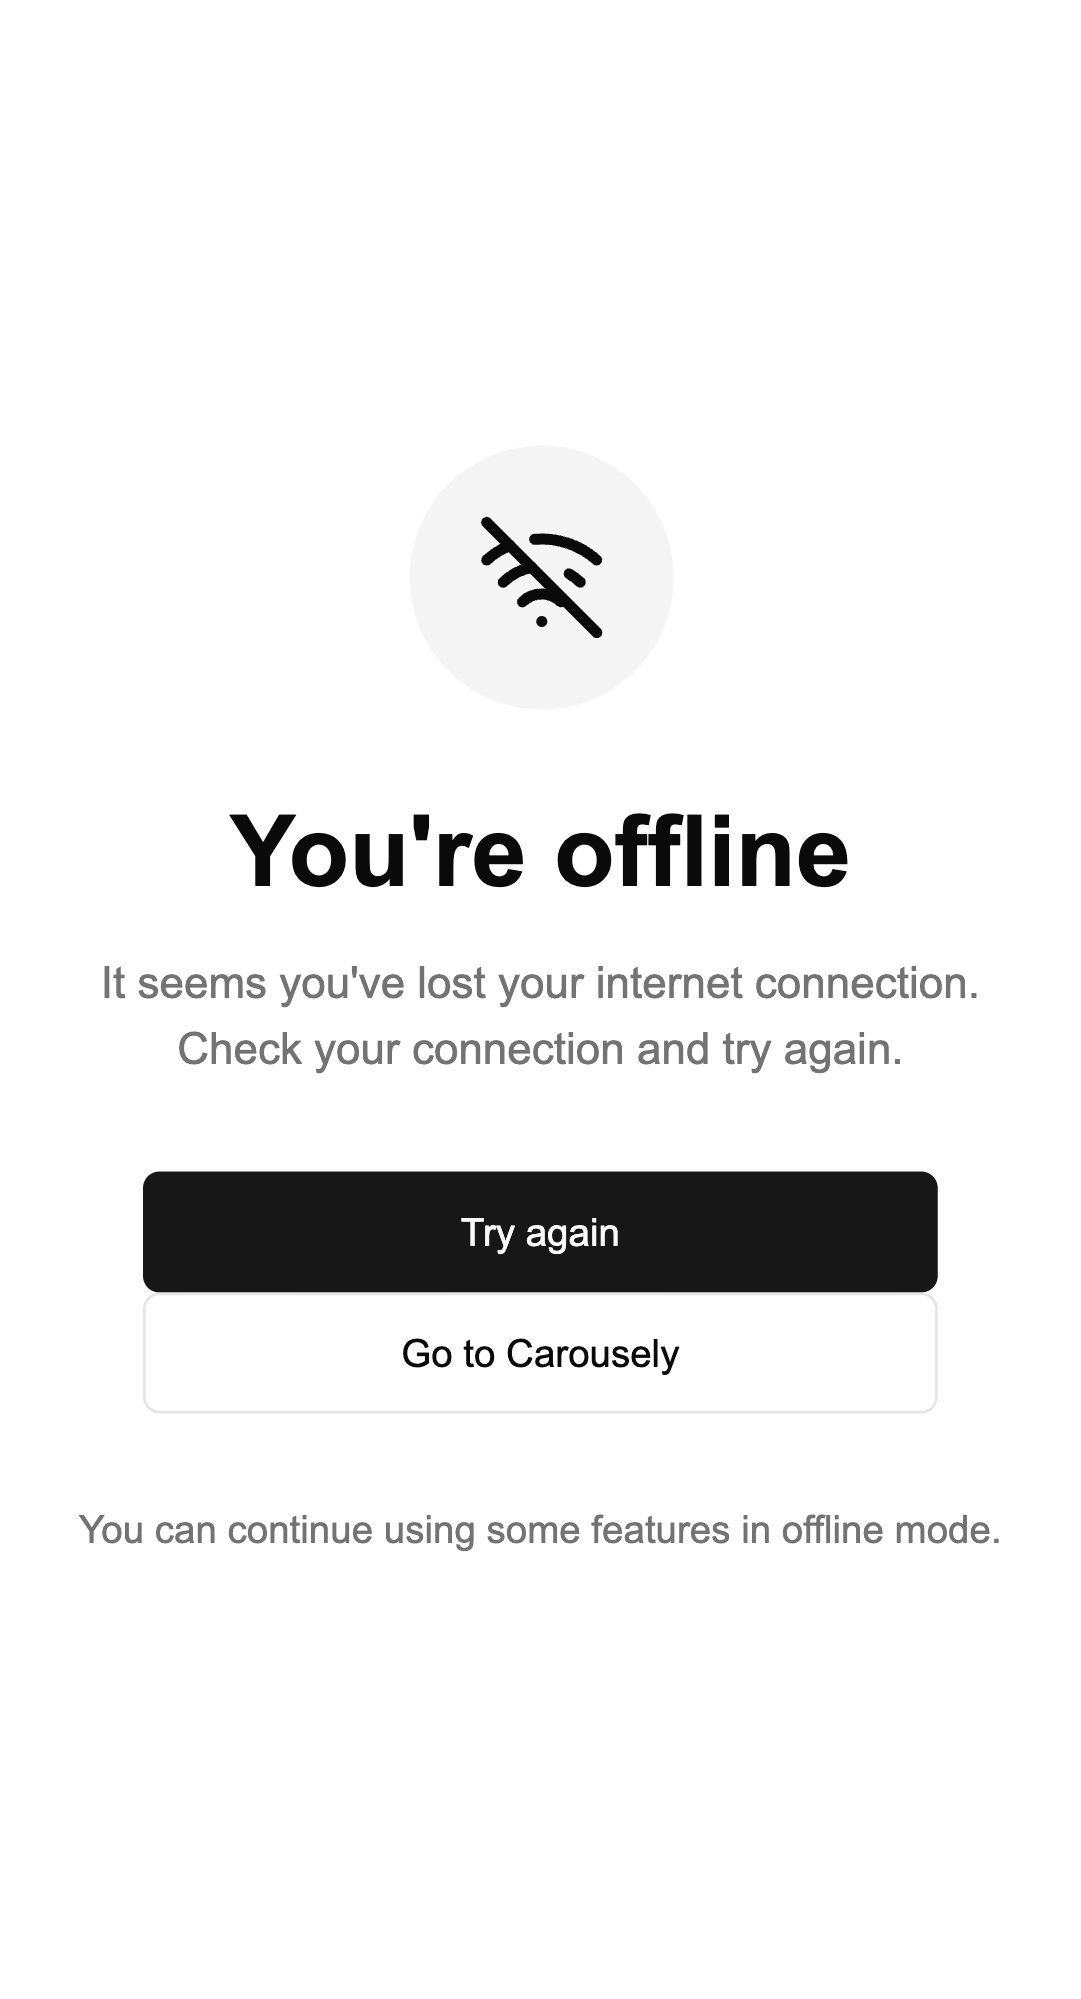 You're offline
It seems you've lost your internet connection.
Check your connection and try again.
Try again
Go to Carousely
You can continue using some features in offline mode.